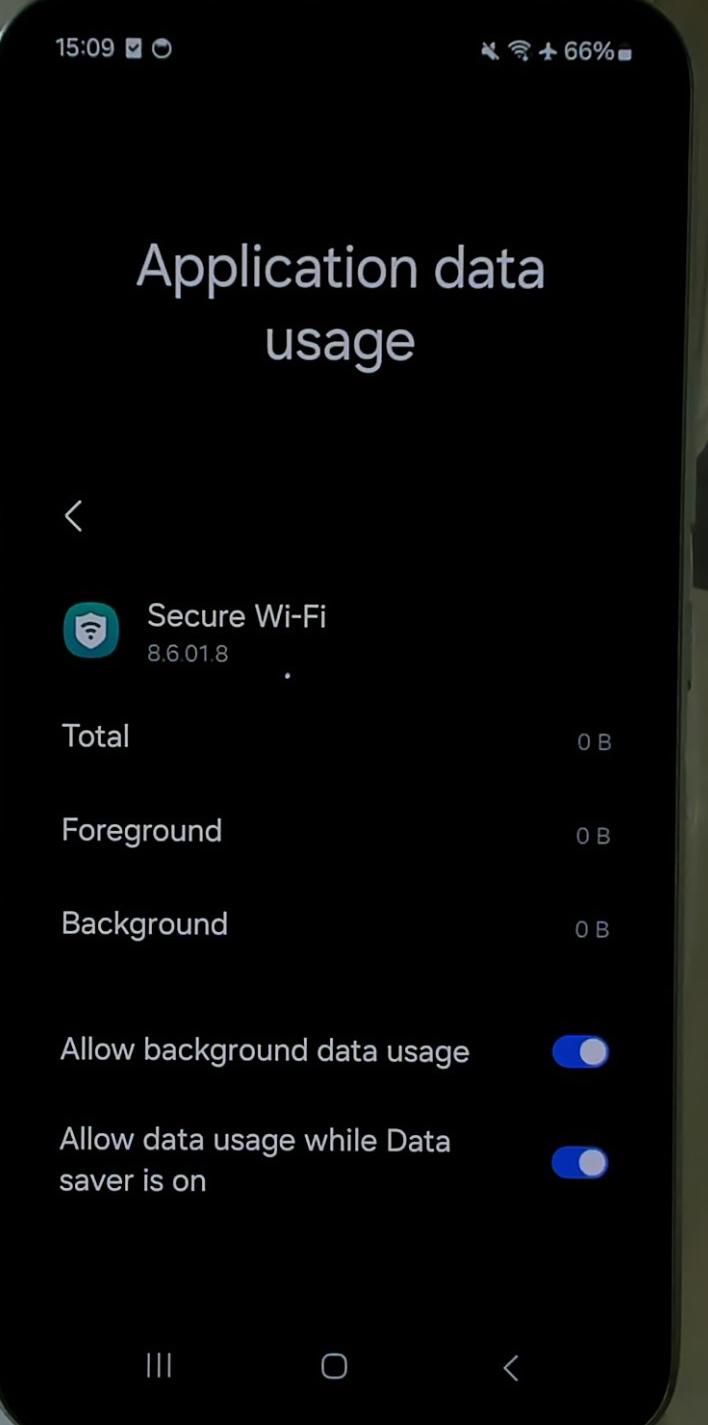 15:09 66%
Application data
usage
Secure Wi-Fi
8.6.01.8
Total 0 B
Foreground 0 B
Background 0 B
Allow background data usage
Allow data usage while Data
saver is on